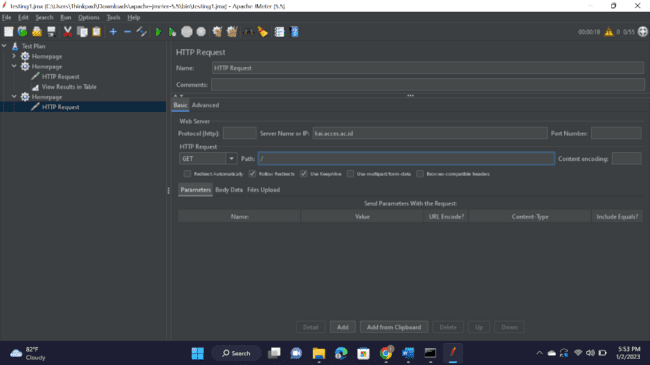 testing1.jmx (C:\Users\Thinkpad\Downloads\apache-jmeter-5.5\bin\testing1.jmx) - Apache JMeter (5.5)
File Edit Search Run Options Tools Help
00:00:18 0 0/55
Test Plan
Homepage
Homepage
HTTP Request
View Results in Table
Homepage
HTTP Request
HTTP Request
Name: HTTP Request
Comments:
Basic Advanced
Web Server
Protocol [http]: Server Name or IP: Port Number:
HTTP Request
GET Path: / Content encoding:
Redirect Automatically Follow Redirects Use KeepAlive Use multipart/form-data Browser-compatible headers
Parameters Body Data Files Upload
Send Parameters With the Request:
Name: Value URL Encode? Content-Type Include Equals?
Detail Add Add from Clipboard Delete Up Down
82°F
Cloudy
Search
5:53 PM
1/2/2023